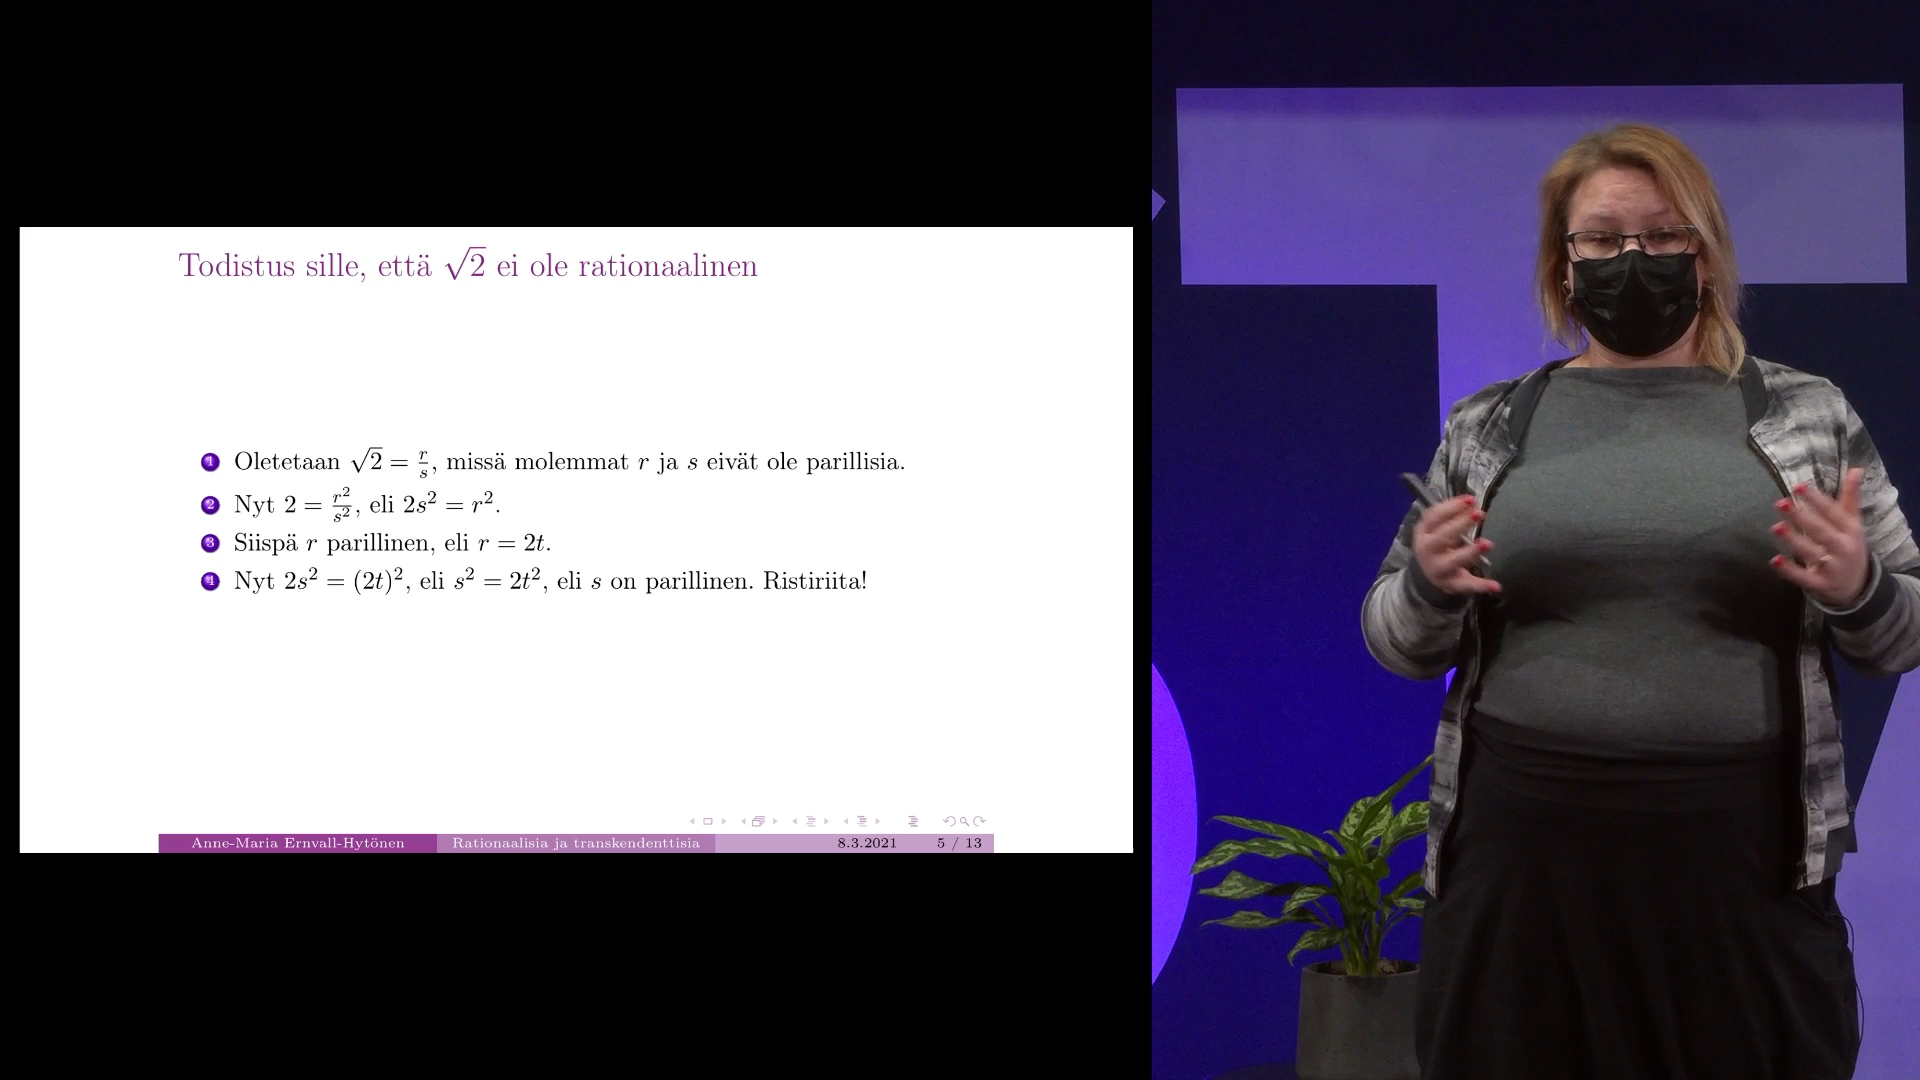 Todistus sille, että √2 ei ole rationaalinen
1 Oletetaan √2 = r/s, missä molemmat r ja s eivät ole parillisia.
2 Nyt 2 = r²/s², eli 2s² = r².
3 Siispä r parillinen, eli r = 2t.
4 Nyt 2s² = (2t)², eli s² = 2t², eli s on parillinen. Ristiriita!
Anne-Maria Ernvall-Hytönen Rationaalisia ja transkendenttisia 8.3.2021 5 / 13